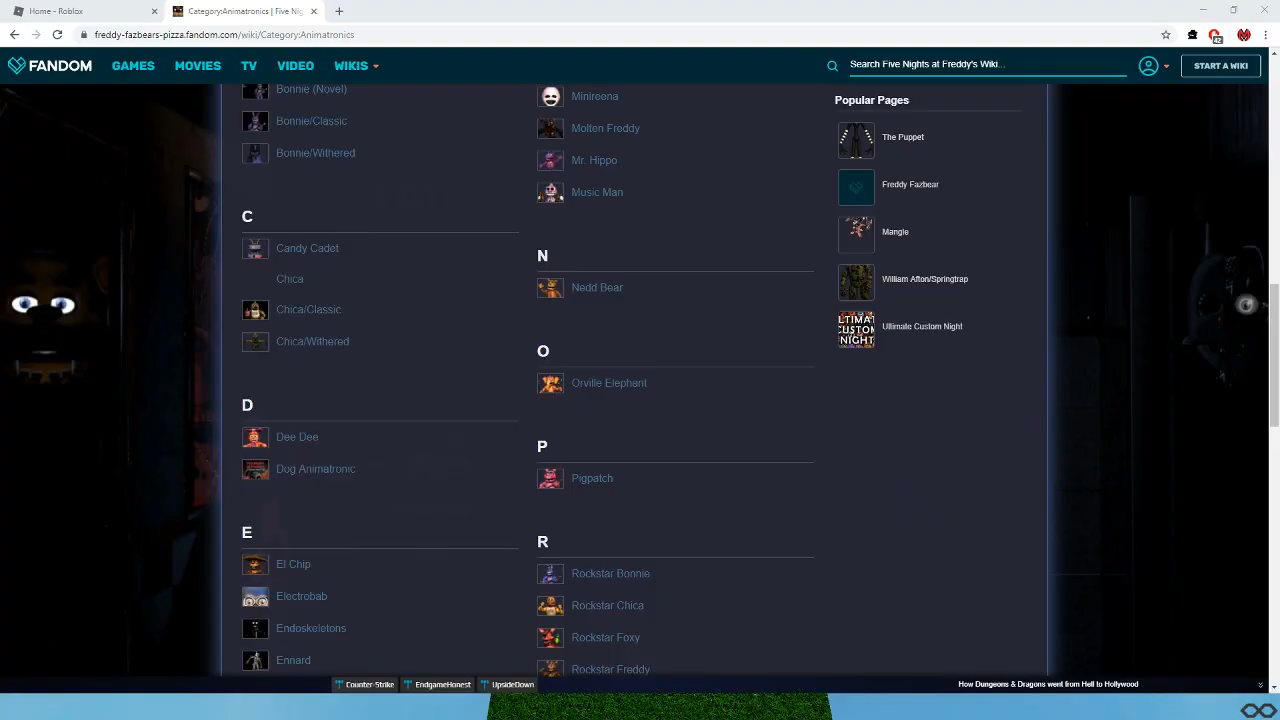 Home - Roblox
Category:Animatronics | Five Nig
42
freddy-fazbears-pizza.fandom.com/wiki/Category:Animatronics
FANDOM GAMES MOVIES TV VIDEO WIKIS Search Five Nights at Freddy's Wiki... START A WIKI
Bonnie (Novel)
Bonnie/Classic
Bonnie/Withered
C
Candy Cadet
Chica
Chica/Classic
Chica/Withered
D
Dee Dee
Dog Animatronic
E
El Chip
Electrobab
Endoskeletons
Ennard
Minireena
Molten Freddy
Mr. Hippo
Music Man
N
Nedd Bear
O
Orville Elephant
P
Pigpatch
R
Rockstar Bonnie
Rockstar Chica
Rockstar Foxy
Rockstar Freddy
Popular Pages
The Puppet
Freddy Fazbear
Mangle
William Afton/Springtrap
ULTIMATE
CUSTOM
NIGHT
Ultimate Custom Night
Counter-Strike EndgameHonest UpsideDown How Dungeons & Dragons went from Hell to Hollywood